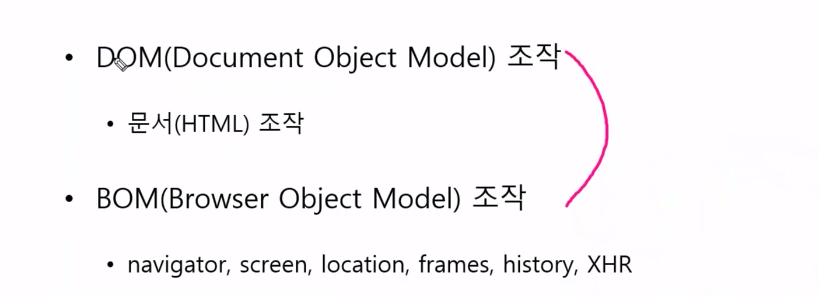 • DOM(Document Object Model) 조작
• 문서(HTML) 조작
• BOM(Browser Object Model) 조작
• navigator, screen, location, frames, history, XHR